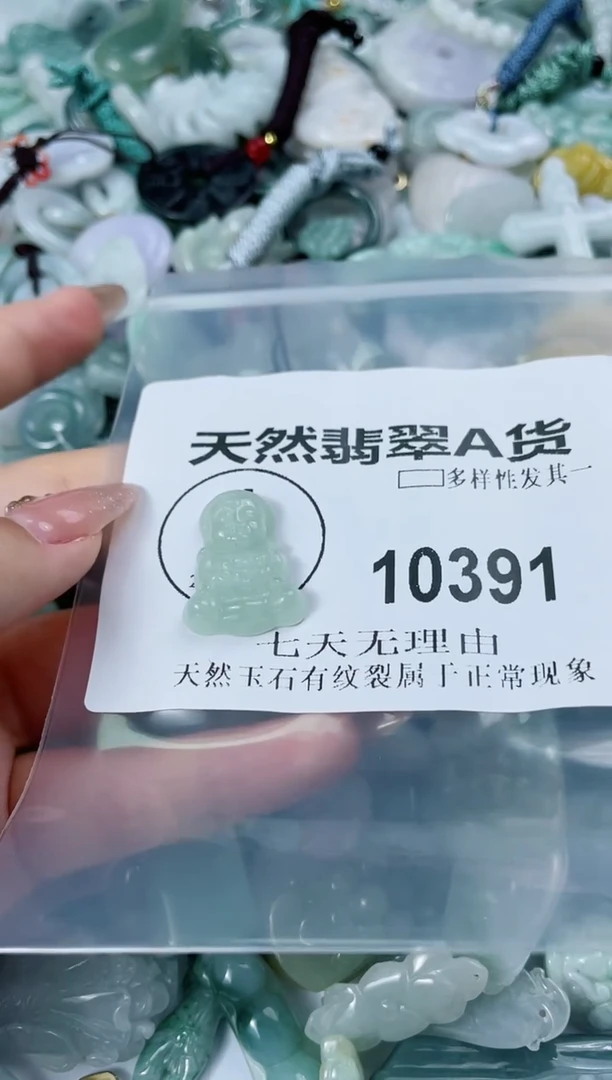 天然翡翠A货
多样性发其一
10391
七天无理由
天然玉石有纹裂属于正常现象